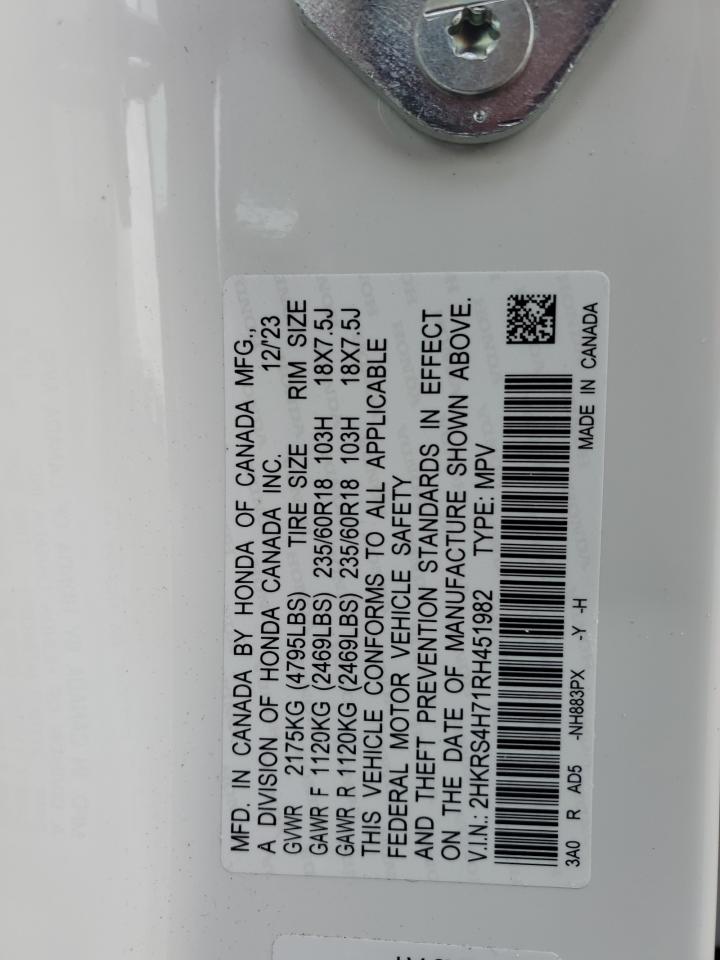 MFD. IN CANADA BY HONDA OF CANADA MFG.,
A DIVISION OF HONDA CANADA INC. 12/'23
GVWR 2175KG (4795LBS) TIRE SIZE RIM SIZE
GAWR F 1120KG (2469LBS) 235/60R18 103H 18X7.5J
GAWR R 1120KG (2469LBS) 235/60R18 103H 18X7.5J
THIS VEHICLE CONFORMS TO ALL APPLICABLE
FEDERAL MOTOR VEHICLE SAFETY
AND THEFT PREVENTION STANDARDS IN EFFECT
ON THE DATE OF MANUFACTURE SHOWN ABOVE.
V.I.N.: 2HKRS4H71RH451982 TYPE: MPV
3A0 R AD5 -NH883PX -Y -H MADE IN CANADA